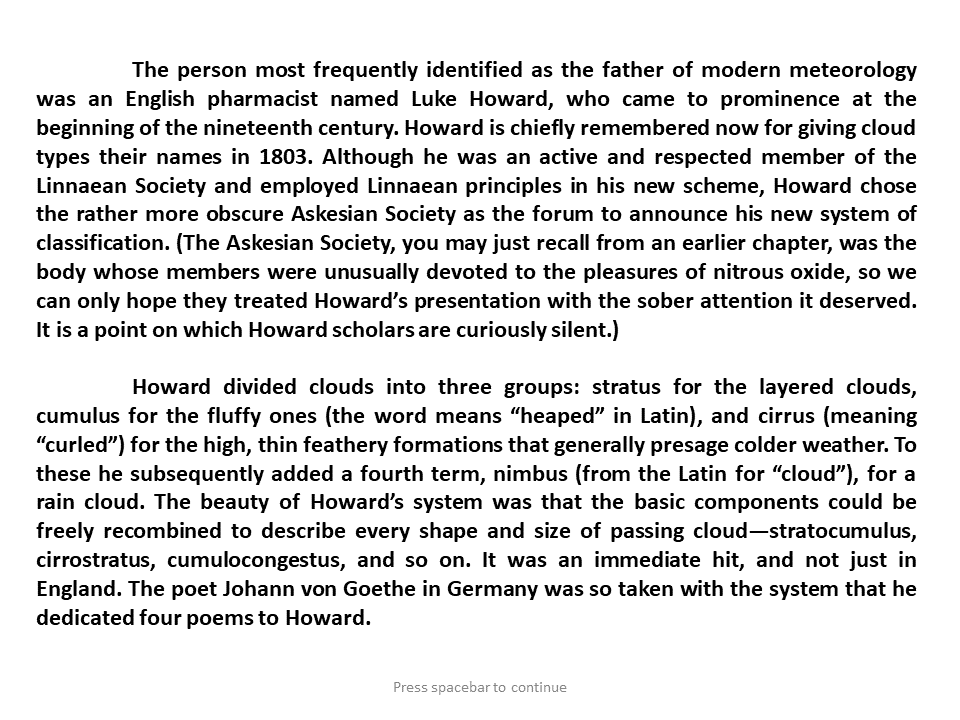 The person most frequently identified as the father of modern meteorology
was an English pharmacist named Luke Howard, who came to prominence at the
beginning of the nineteenth century. Howard is chiefly remembered now for giving cloud
types their names in 1803. Although he was an active and respected member of the
Linnaean Society and employed Linnaean principles in his new scheme, Howard chose
the rather more obscure Askesian Society as the forum to announce his new system of
classification. (The Askesian Society, you may just recall from an earlier chapter, was the
body whose members were unusually devoted to the pleasures of nitrous oxide, so we
can only hope they treated Howard’s presentation with the sober attention it deserved.
It is a point on which Howard scholars are curiously silent.)
Howard divided clouds into three groups: stratus for the layered clouds,
cumulus for the fluffy ones (the word means “heaped” in Latin), and cirrus (meaning
“curled”) for the high, thin feathery formations that generally presage colder weather. To
these he subsequently added a fourth term, nimbus (from the Latin for “cloud”), for a
rain cloud. The beauty of Howard’s system was that the basic components could be
freely recombined to describe every shape and size of passing cloud—stratocumulus,
cirrostratus, cumulocongestus, and so on. It was an immediate hit, and not just in
England. The poet Johann von Goethe in Germany was so taken with the system that he
dedicated four poems to Howard.
Press spacebar to continue